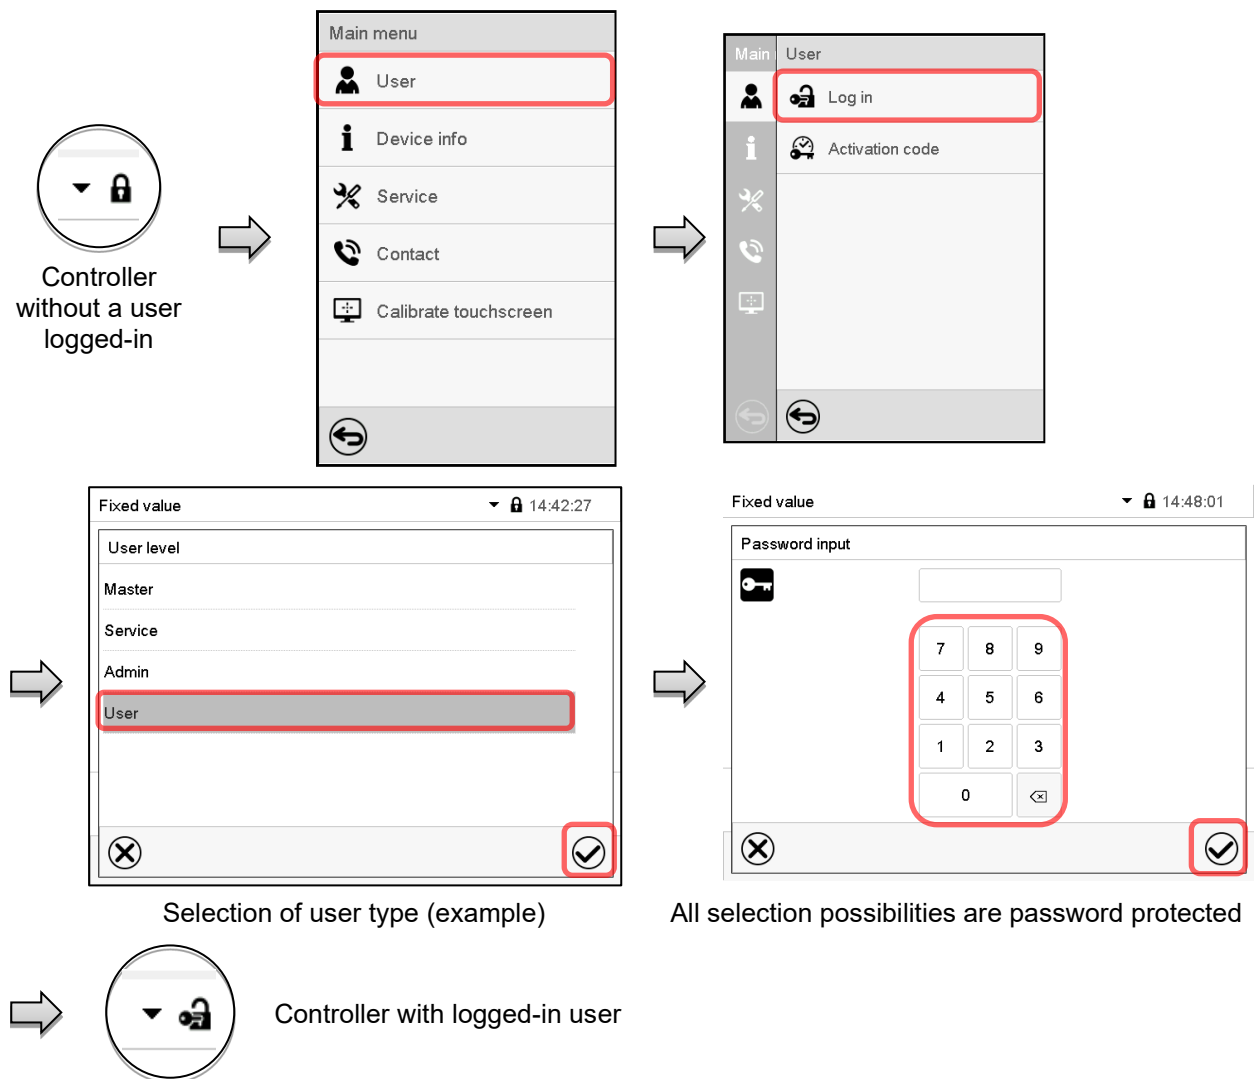 Controller
without a user
logged-in
Main menu
User
Device info
Service
Contact
Calibrate touchscreen
Main
User
Log in
Activation code
Fixed value
14:42:27
User level
Master
Service
Admin
User
Selection of user type (example)
Fixed value
14:48:01
Password input
7 8 9
4 5 6
1 2 3
0
All selection possibilities are password protected
Controller with logged-in user